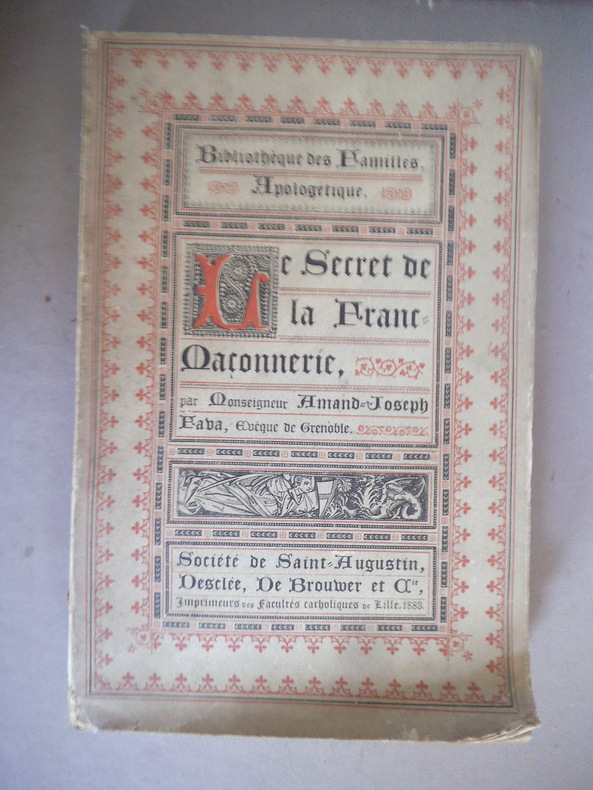 Bibliothèque des Familles.
Apologétique.
Le Secret de
la Franc=
Maçonnerie,
par Monseigneur Amand=Joseph
Fava, Evêque de Grenoble.
Société de Saint=Augustin,
Desclée, De Brouwer et Cie,
Imprimeurs des Facultés catholiques de Lille. 1883.